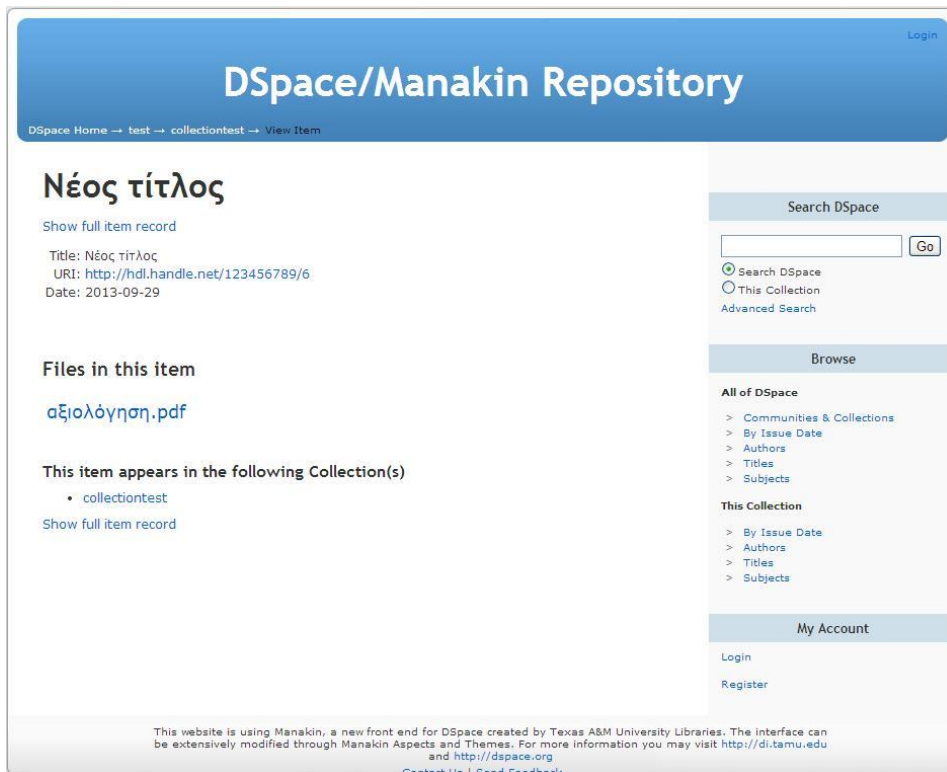 Login
DSpace/Manakin Repository
DSpace Home → test → collectiontest → View Item
Νέος τίτλος
Show full item record
Title: Νέος τίτλος
URI: http://hdl.handle.net/123456789/6
Date: 2013-09-29
Files in this item
αξιολόγηση.pdf
This item appears in the following Collection(s)
• collectiontest
Show full item record
Search DSpace
Go
Search DSpace
This Collection
Advanced Search
Browse
All of DSpace
> Communities & Collections
> By Issue Date
> Authors
> Titles
> Subjects
This Collection
> By Issue Date
> Authors
> Titles
> Subjects
My Account
Login
Register
This website is using Manakin, a new front end for DSpace created by Texas A&M University Libraries. The interface can
be extensively modified through Manakin Aspects and Themes. For more information you may visit http://di.tamu.edu
and http://dspace.org
Contact Us | Send Feedback